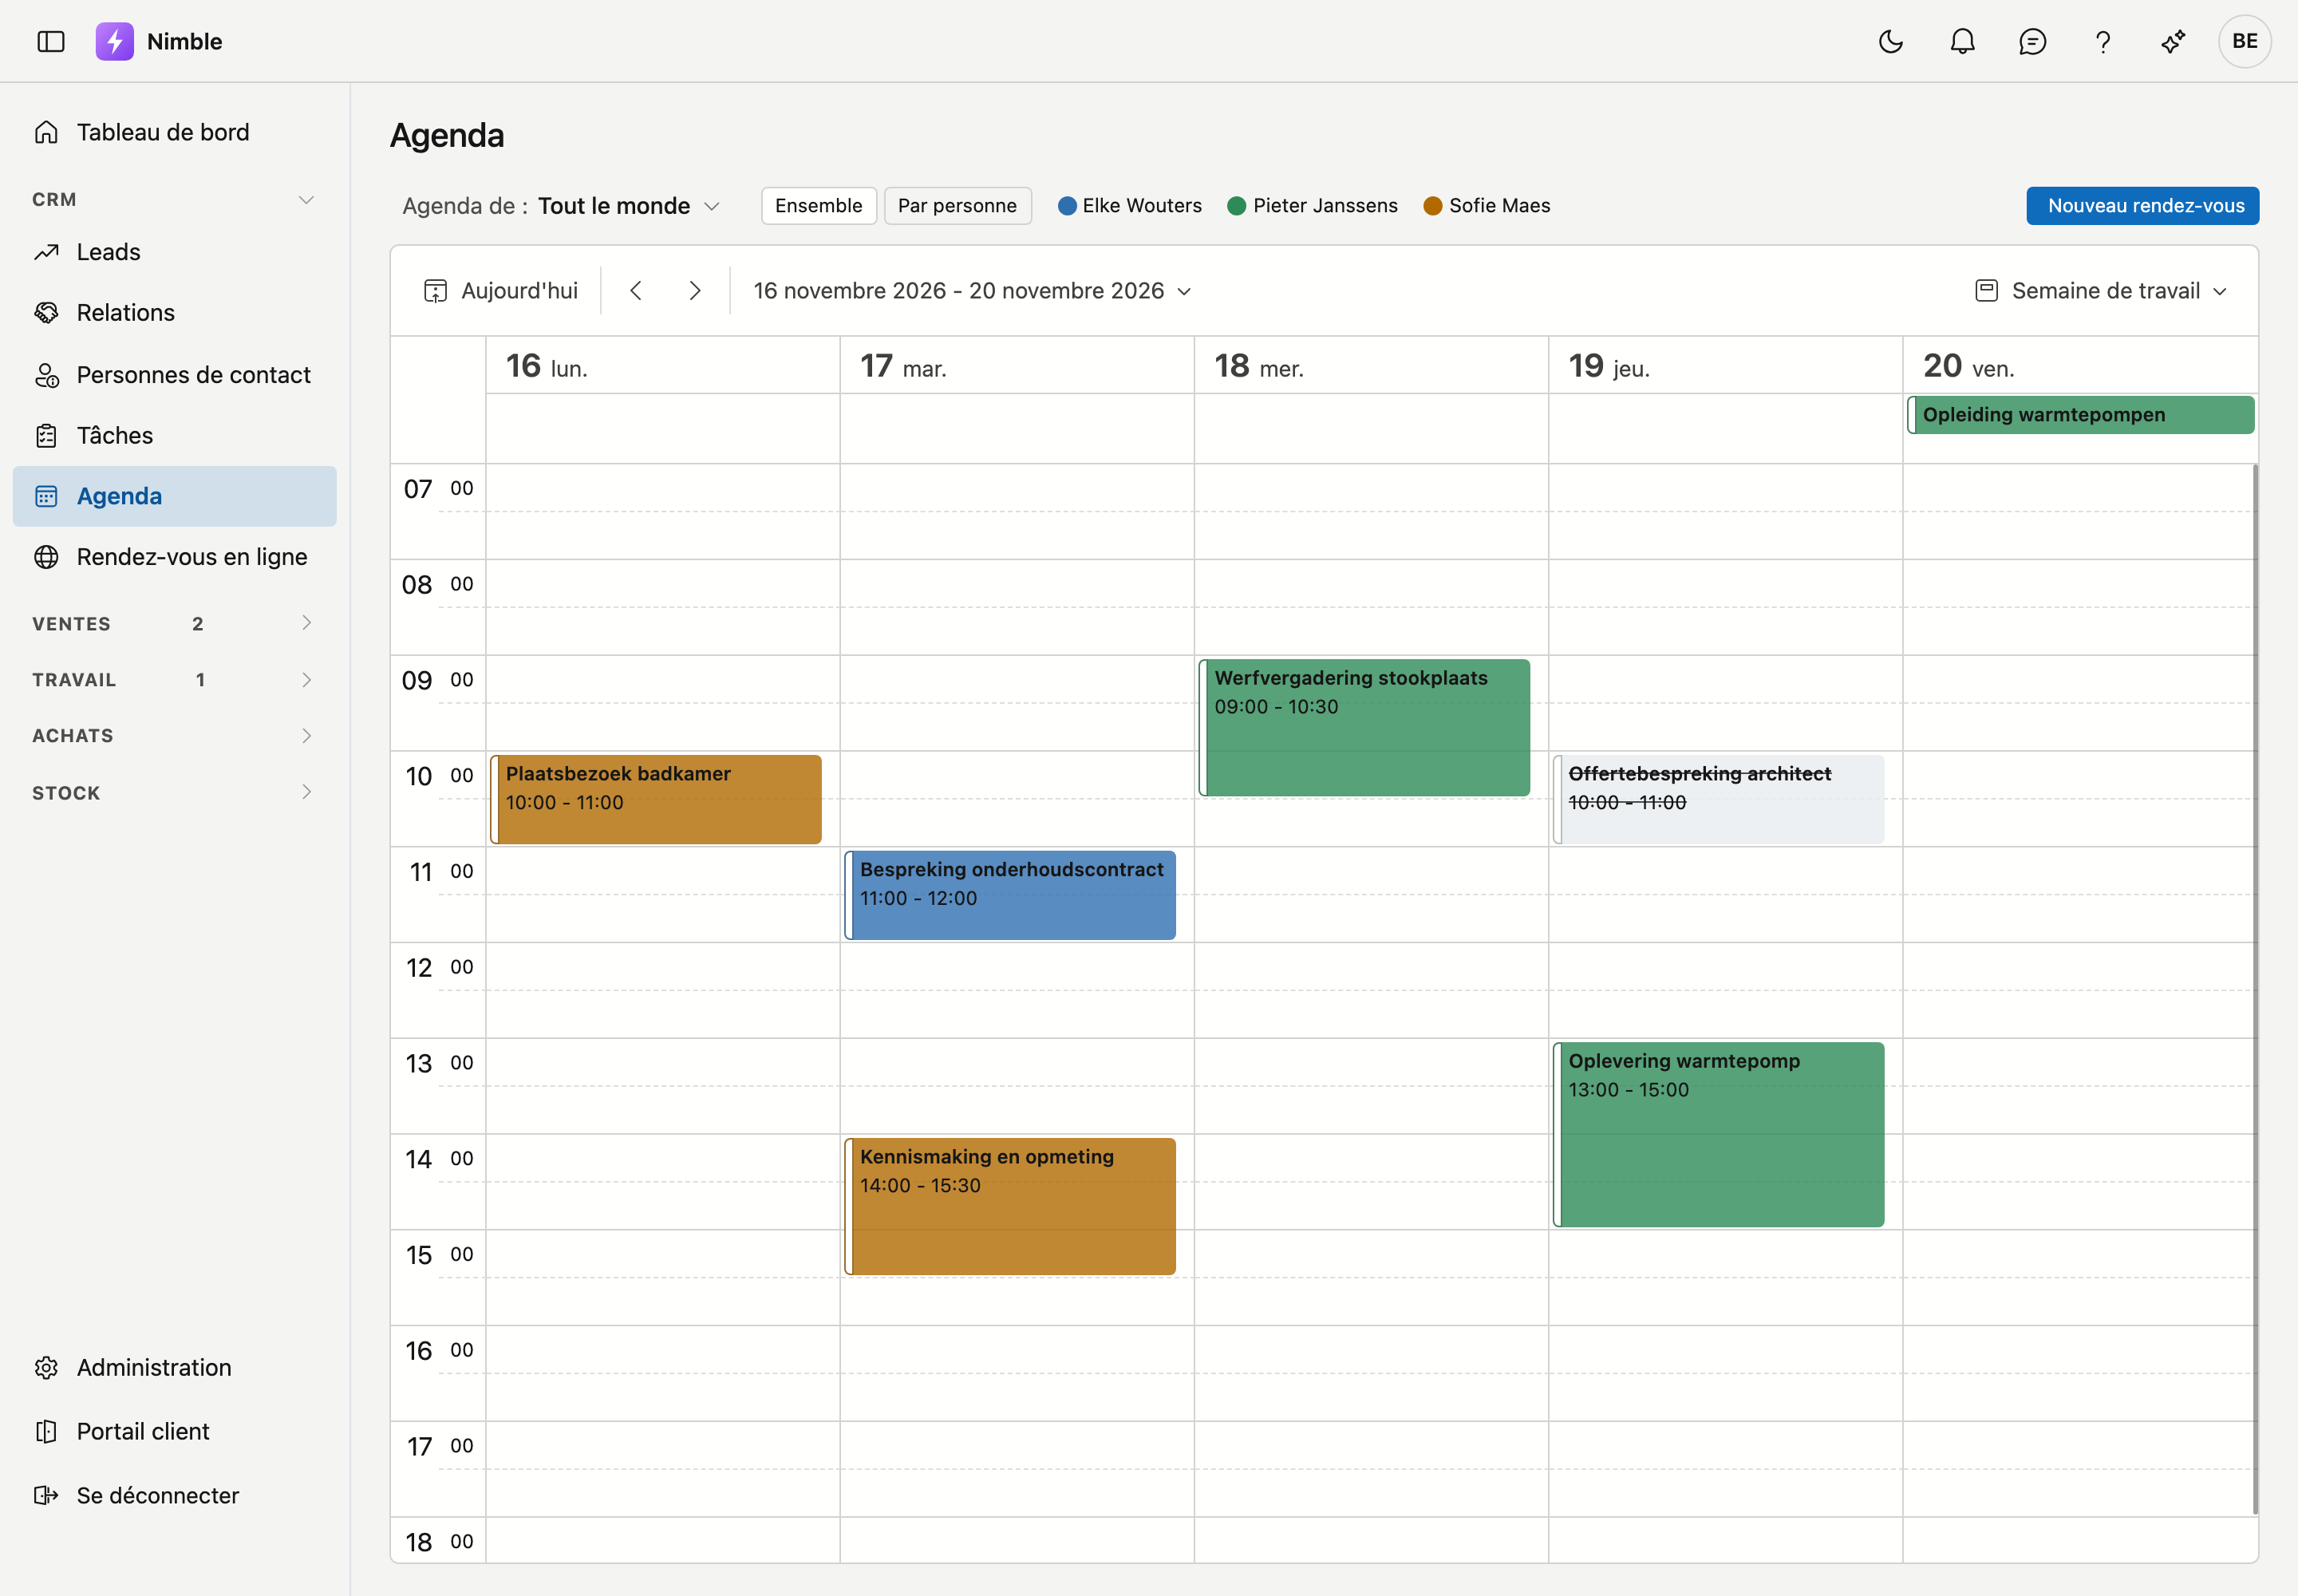 Nimble
BE
Tableau de bord
CRM
Leads
Relations
Personnes de contact
Tâches
Agenda
Rendez-vous en ligne
VENTES 2
TRAVAIL 1
ACHATS
STOCK
Administration
Portail client
Se déconnecter
Agenda
Agenda de : Tout le monde
Ensemble
Par personne
Elke Wouters
Pieter Janssens
Sofie Maes
Nouveau rendez-vous
Aujourd'hui
16 novembre 2026 - 20 novembre 2026
Semaine de travail
16 lun.
17 mar.
18 mer.
19 jeu.
20 ven.
Opleiding warmtepompen
07 00
08 00
09 00
Werfvergadering stookplaats
09:00 - 10:30
10 00
Plaatsbezoek badkamer
10:00 - 11:00
Offertebespreking architect
10:00 - 11:00
11 00
Bespreking onderhoudscontract
11:00 - 12:00
12 00
13 00
Oplevering warmtepomp
13:00 - 15:00
14 00
Kennismaking en opmeting
14:00 - 15:30
15 00
16 00
17 00
18 00